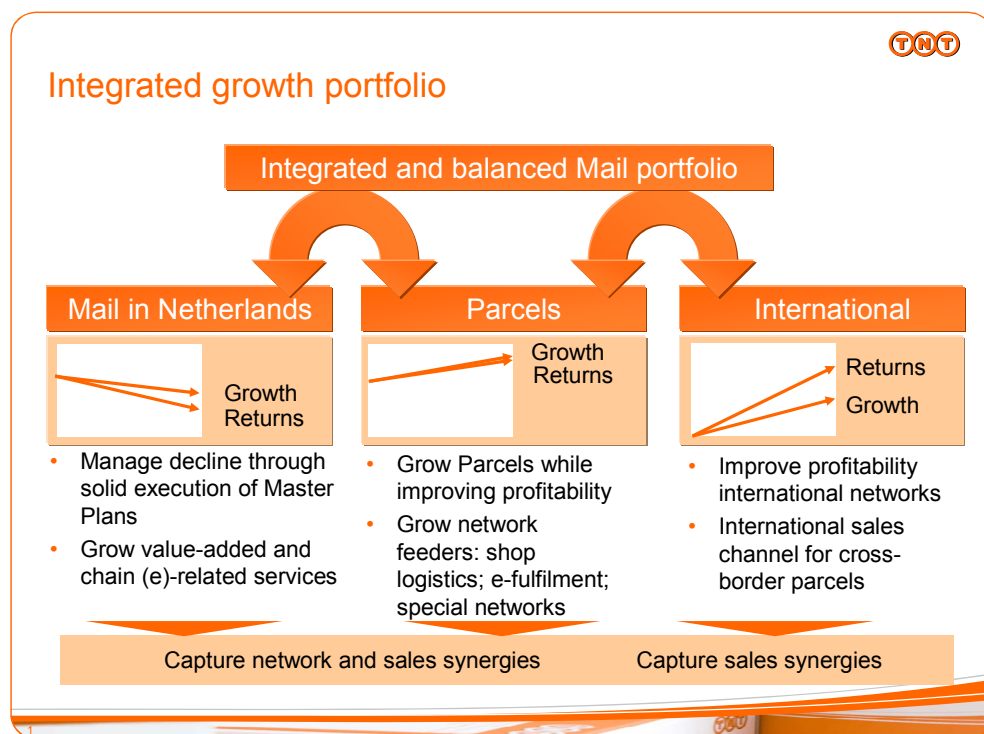 TNT
Integrated growth portfolio
Integrated and balanced Mail portfolio
Mail in Netherlands
Growth
Returns
• Manage decline through
solid execution of Master
Plans
• Grow value-added and
chain (e)-related services
Parcels
Growth
Returns
• Grow Parcels while
improving profitability
• Grow network
feeders: shop
logistics; e-fulfilment;
special networks
International
Returns
Growth
• Improve profitability
international networks
• International sales
channel for cross-
border parcels
Capture network and sales synergies
Capture sales synergies
1
TNT